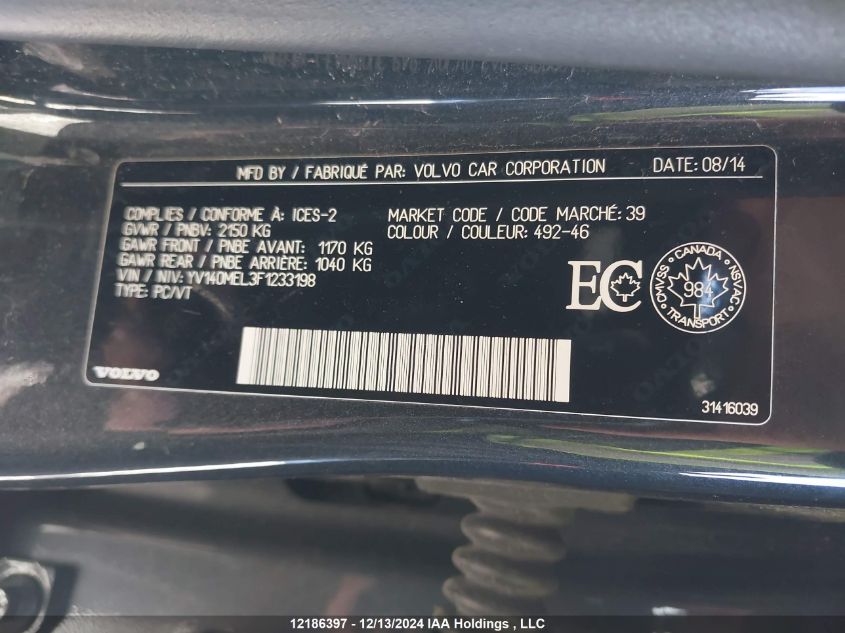 MFD BY / FABRIQUÉ PAR: VOLVO CAR CORPORATION DATE: 08/14
COMPLIES / CONFORME À: ICES-2
GVWR / PNBV: 2150 KG
GAWR FRONT / PNBE AVANT: 1170 KG
GAWR REAR / PNBE ARRIÈRE: 1040 KG
VIN / NIV: YV140MEL3F1233198
TYPE: PC/VT
MARKET CODE / CODE MARCHÉ: 39
COLOUR / COULEUR: 492-46
EC
CANADA
CMVSS
984
NSVAC
TRANSPORT
VOLVO
31416039
12186397 - 12/13/2024 IAA Holdings , LLC